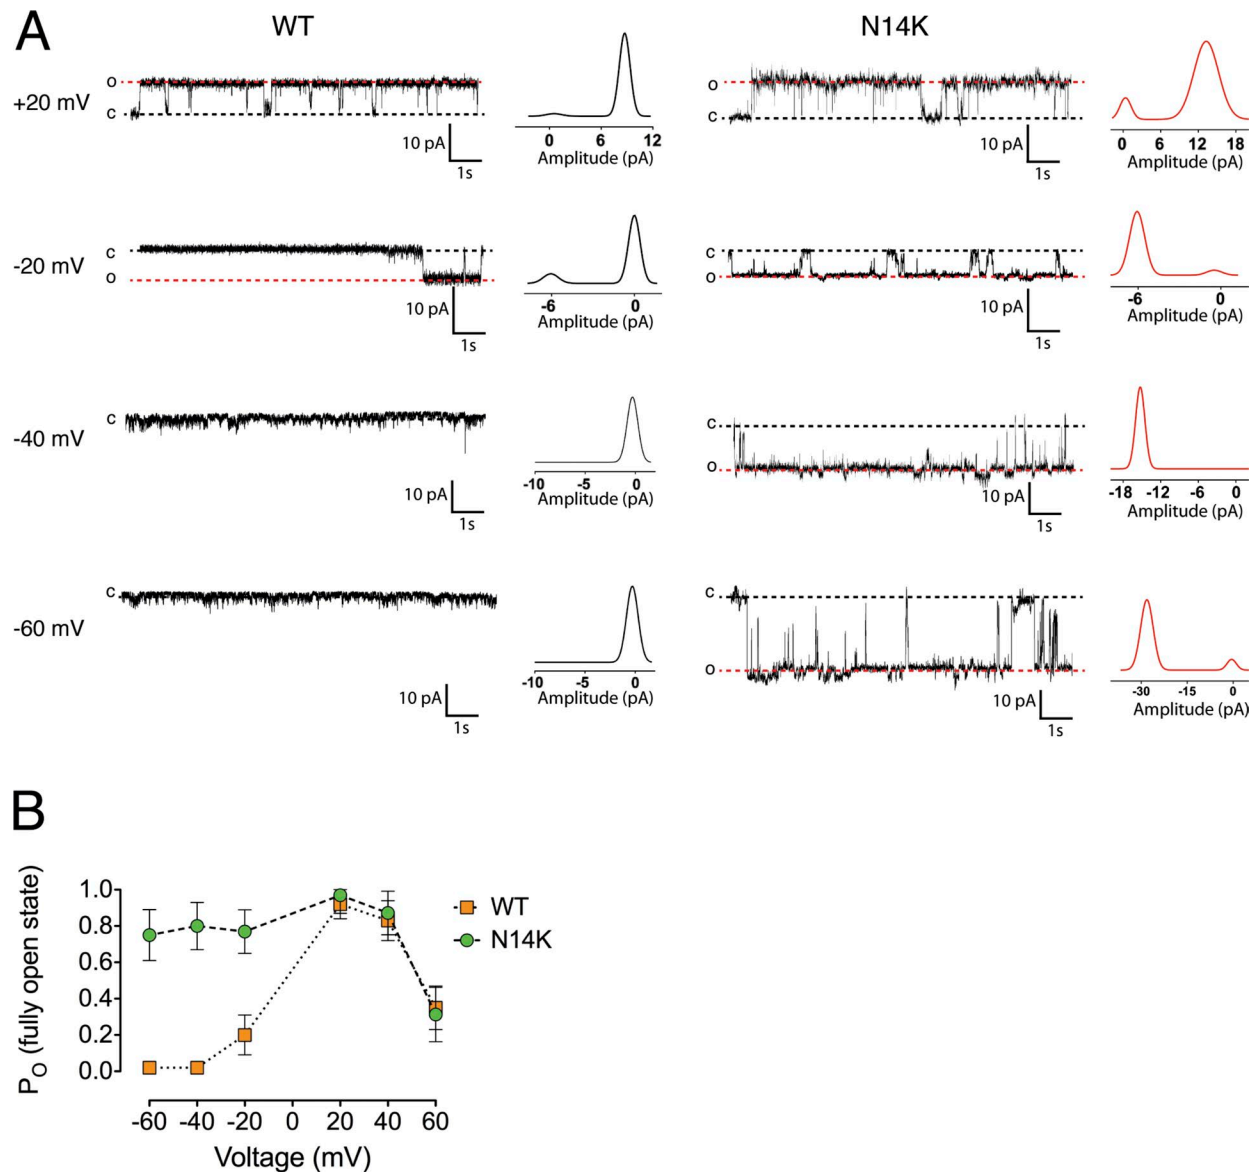 A
WT
N14K
+20 mV
o
c
10 pA
1s
0 6 12
Amplitude (pA)
o
c
10 pA
1s
0 6 12 18
Amplitude (pA)
-20 mV
c
o
10 pA
1s
-6 0
Amplitude (pA)
c
o
10 pA
1s
-6 0
Amplitude (pA)
-40 mV
c
10 pA
1s
-10 -5 0
Amplitude (pA)
c
o
10 pA
1s
-18 -12 -6 0
Amplitude (pA)
-60 mV
c
10 pA
1s
-10 -5 0
Amplitude (pA)
c
o
10 pA
1s
-30 -15 0
Amplitude (pA)
B
PO (fully open state)
1.0
0.8
0.6
0.4
0.2
0.0
-60 -40 -20 0 20 40 60
Voltage (mV)
WT
N14K